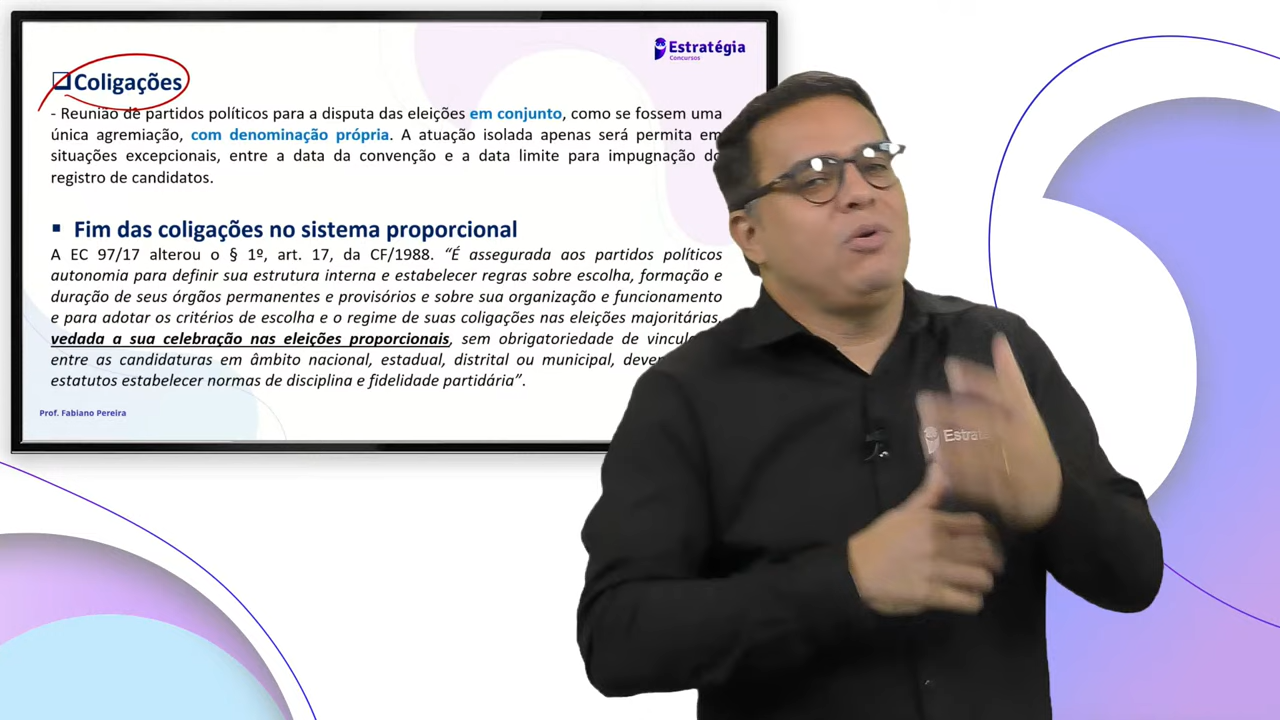 Estratégia
Concursos
Coligações
- Reunião de partidos políticos para a disputa das eleições em conjunto, como se fossem uma
única agremiação, com denominação própria. A atuação isolada apenas será permita em
situações excepcionais, entre a data da convenção e a data limite para impugnação do
registro de candidatos.
▪ Fim das coligações no sistema proporcional
A EC 97/17 alterou o § 1º, art. 17, da CF/1988. “É assegurada aos partidos políticos
autonomia para definir sua estrutura interna e estabelecer regras sobre escolha, formação e
duração de seus órgãos permanentes e provisórios e sobre sua organização e funcionamento
e para adotar os critérios de escolha e o regime de suas coligações nas eleições majoritárias,
vedada a sua celebração nas eleições proporcionais, sem obrigatoriedade de
entre as candidaturas em âmbito nacional, estadual, distrital ou municipal,
estatutos estabelecer normas de disciplina e fidelidade partidária”.
Prof. Fabiano Pereira